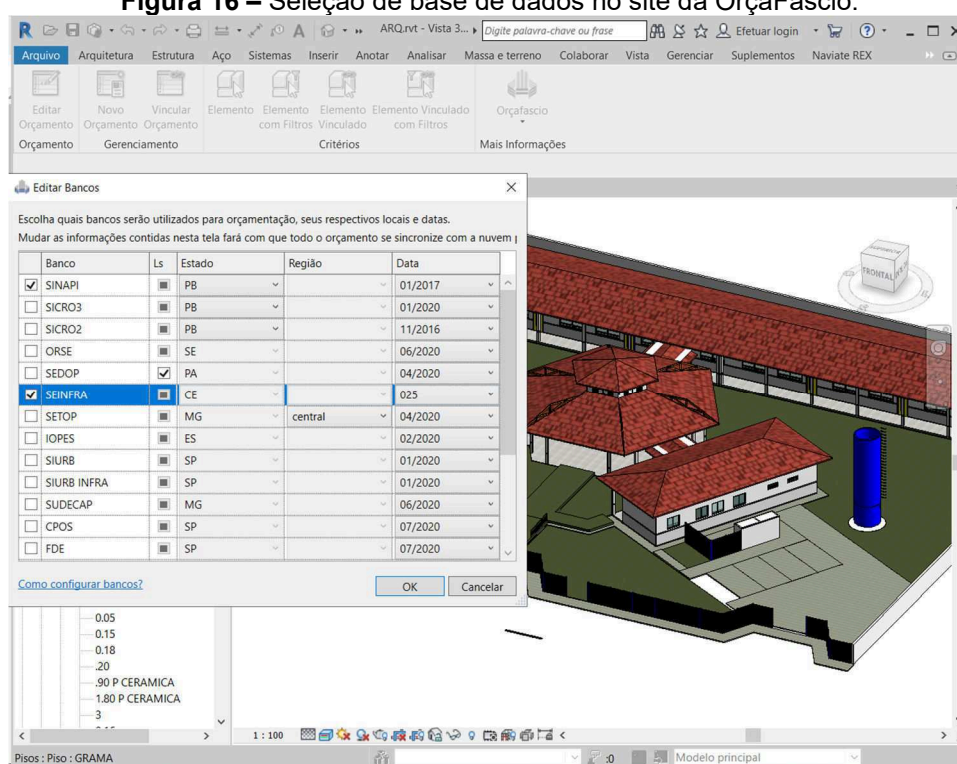 Figura 16 – Seleção de base de dados no site da OrçaFascio.
R A ARQ.rvt - Vista 3... Digite palavra-chave ou frase Efetuar login ?
Arquivo Arquitetura Estrutura Aço Sistemas Inserir Anotar Analisar Massa e terreno Colaborar Vista Gerenciar Suplementos Naviate REX
Editar Novo Vincular Elemento Elemento Elemento Elemento Vinculado Orçafascio
Orçamento Orçamento Orçamento com Filtros Vinculado com Filtros
Orçamento Gerenciamento Critérios Mais Informações
Editar Bancos
Escolha quais bancos serão utilizados para orçamentação, seus respectivos locais e datas.
Mudar as informações contidas nesta tela fará com que todo o orçamento se sincronize com a nuvem
Banco Ls Estado Região Data
SINAPI PB 01/2017
SICRO3 PB 01/2020
SICRO2 PB 11/2016
ORSE SE 06/2020
SEDOP PA 04/2020
SEINFRA CE 025
SETOP MG central 04/2020
IOPES ES 02/2020
SIURB SP 01/2020
SIURB INFRA SP 01/2020
SUDECAP MG 06/2020
CPOS SP 07/2020
FDE SP 07/2020
Como configurar bancos? OK Cancelar
FRONTAL
0.05
0.15
0.18
.20
.90 P CERAMICA
1.80 P CERAMICA
3
1 : 100
Pisos : Piso : GRAMA :0 Modelo principal